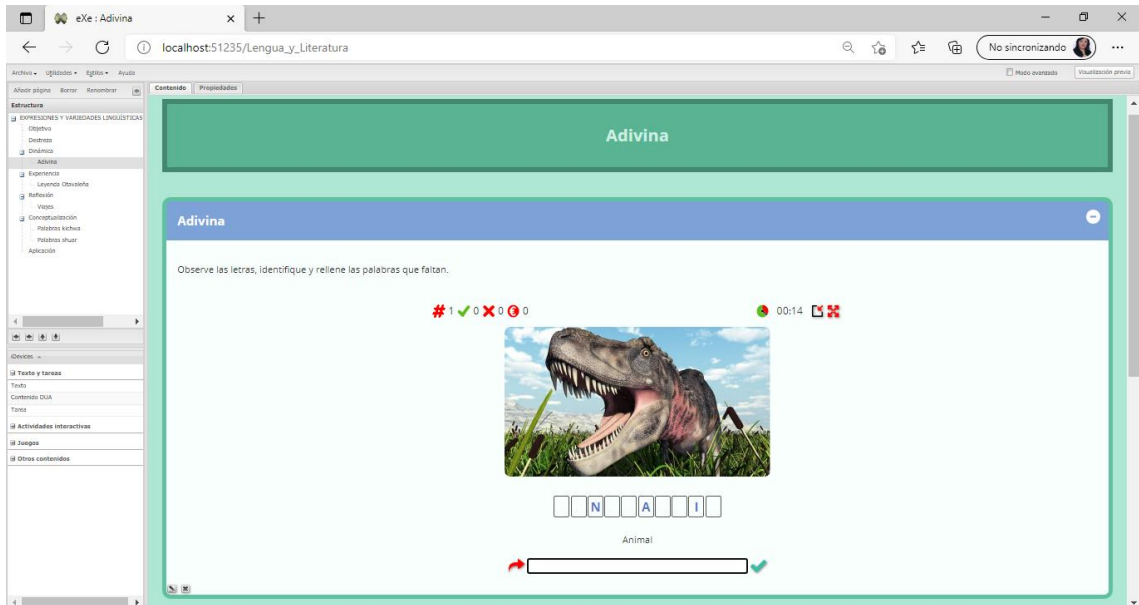 eXe : Adivina
localhost:51235/Lengua_y_Literatura
No sincronizando
Archivo Utilidades Estilos Ayuda
Modo avanzado
Visualización previa
Añadir página Borrar Renombrar
Contenido Propiedades
Estructura
EXPRESIONES Y VARIEDADES LINGUÍSTICAS
Objetivo
Destreza
Dinámica
Adivina
Experiencia
Leyenda Otavaleña
Reflexión
Viajes
Conceptualización
Palabras kichwa
Palabras shuar
Aplicación
iDevices
Texto y tareas
Texto
Contenido DUA
Tarea
Actividades interactivas
Juegos
Otros contenidos
Adivina
Adivina
Observe las letras, identifique y rellene las palabras que faltan.
# 1 0 0 0
00:14
N A I
Animal